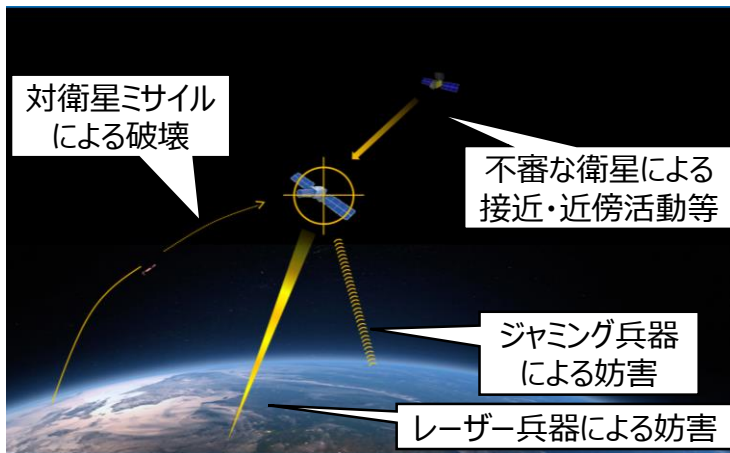 対衛星ミサイル
による破壊
不審な衛星による
接近・近傍活動等
ジャミング兵器
による妨害
レーザー兵器による妨害